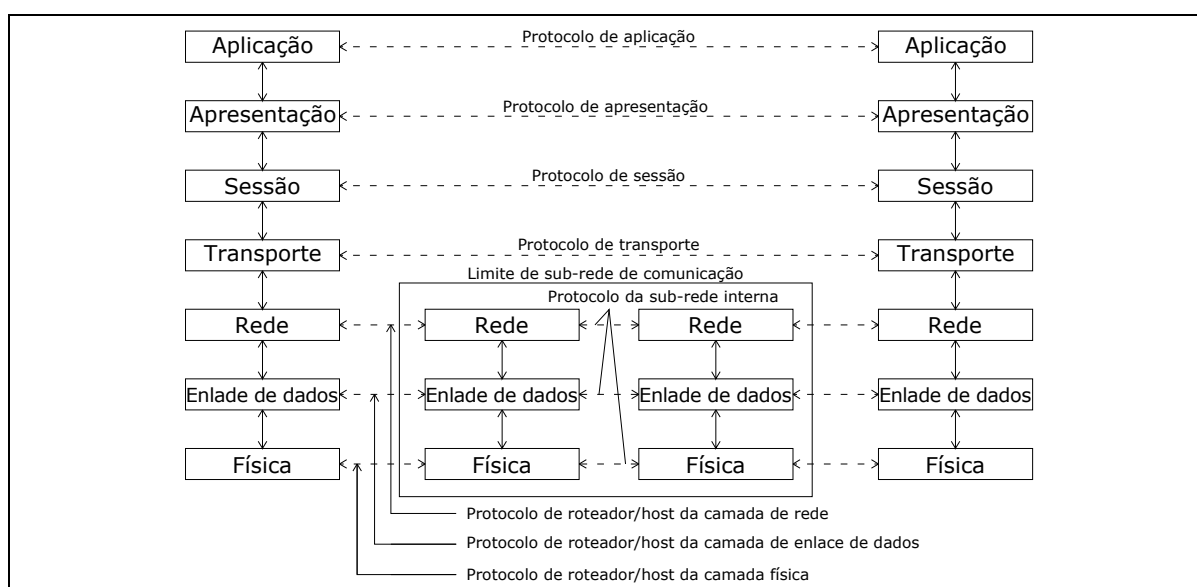 Aplicação Protocolo de aplicação Aplicação
Apresentação Protocolo de apresentação Apresentação
Sessão Protocolo de sessão Sessão
Transporte Protocolo de transporte Transporte
Limite de sub-rede de comunicação
Protocolo da sub-rede interna
Rede Rede Rede Rede
Enlade de dados Enlade de dados Enlade de dados Enlade de dados
Física Física Física Física
Protocolo de roteador/host da camada de rede
Protocolo de roteador/host da camada de enlace de dados
Protocolo de roteador/host da camada física